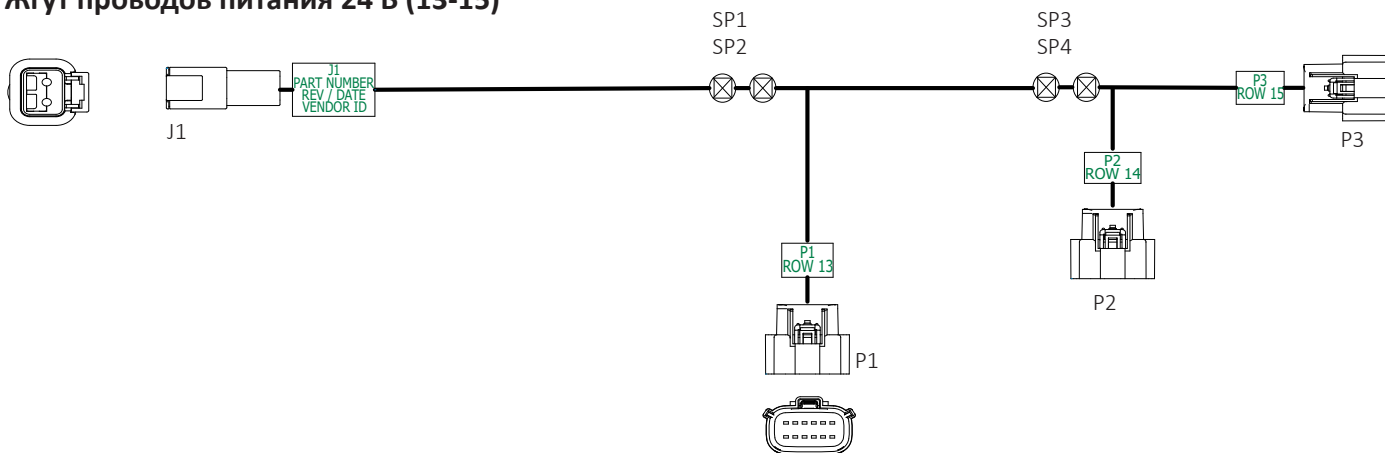 Жгут проводов питания 24 В (13-15)
SP1
SP2
SP3
SP4
J1
PART NUMBER
REV / DATE
VENDOR ID
P3
ROW 15
J1
P3
P2
ROW 14
P1
ROW 13
P2
P1